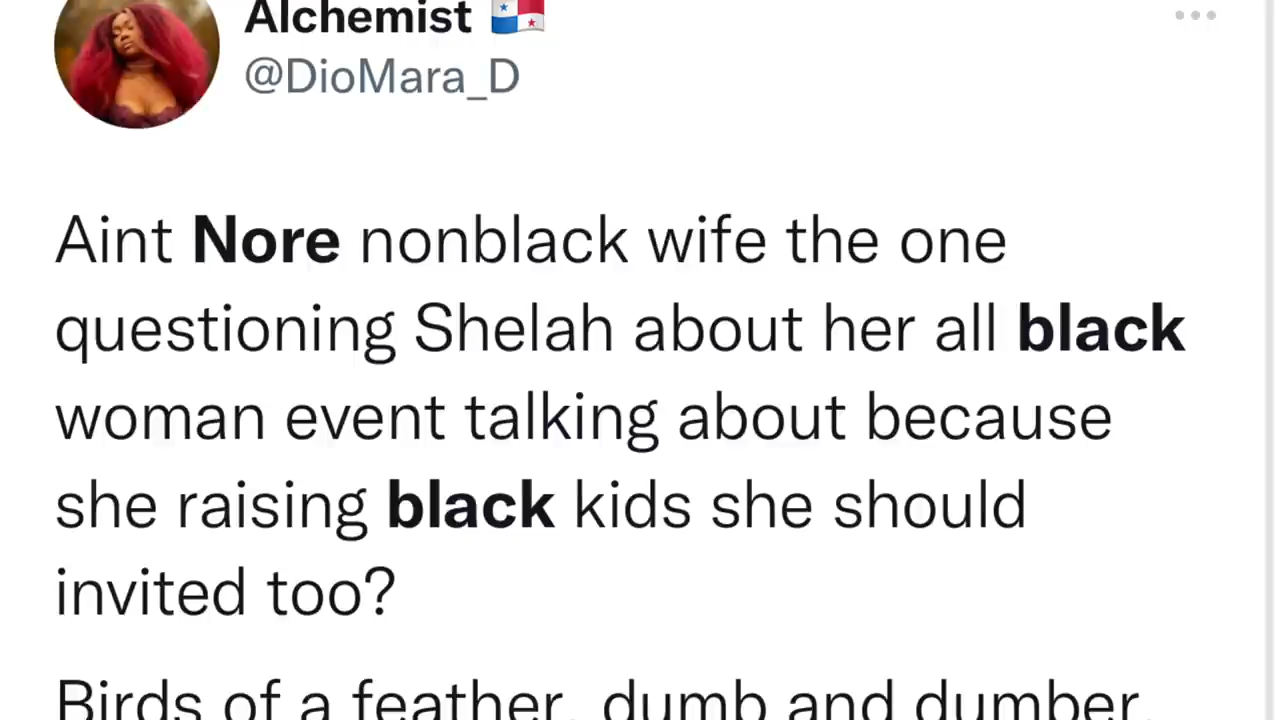 Alchemist 🇵🇦
@DioMara_D
Aint Nore nonblack wife the one
questioning Shelah about her all black
woman event talking about because
she raising black kids she should
invited too?
Birds of a feather, dumb and dumber.